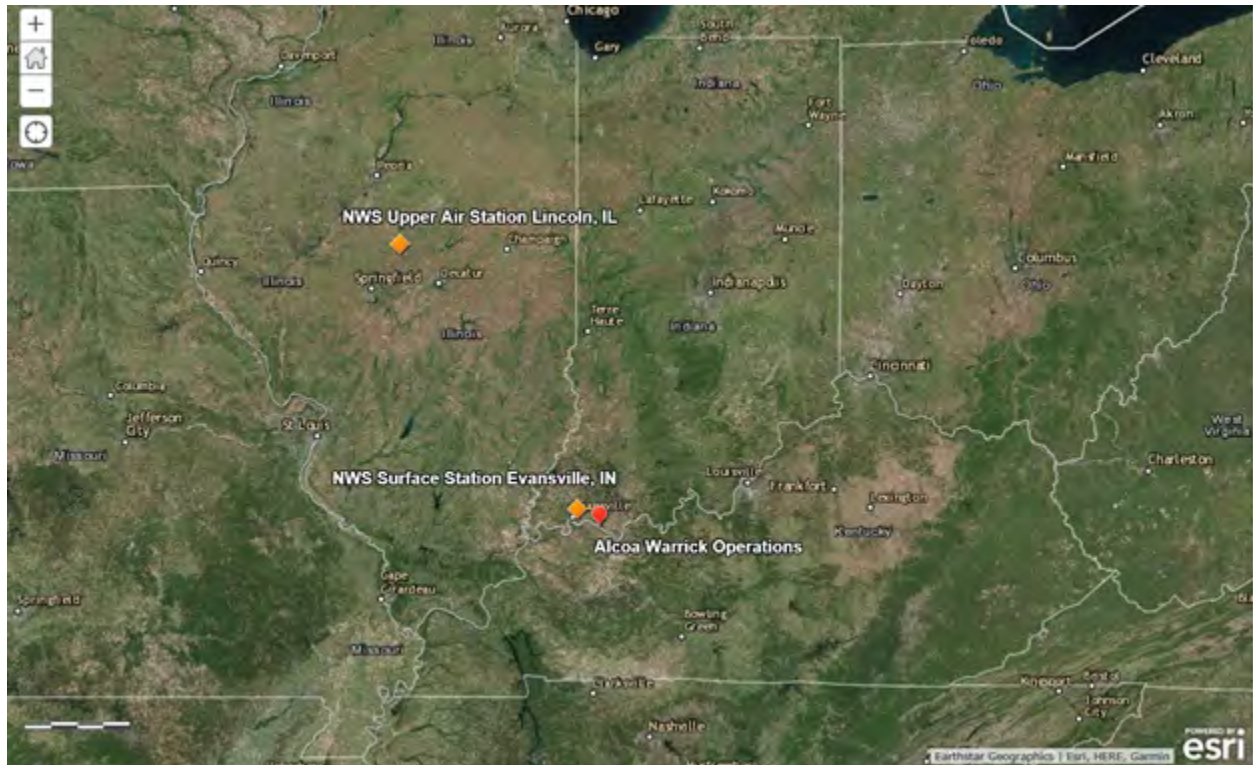 +
−
Chicago
Aurora
Illinois
Gary
South
Bend
Toledo
Cleveland
Davenport
Indiana
Ohio
Illinois
Fort
Wayne
Akron
Peoria
Mansfield
Lafayette
Kokomo
NWS Upper Air Station Lincoln, IL
Muncie
Champaign
Quincy
Illinois
Springfield
Decatur
Indianapolis
Columbus
Ohio
Dayton
Terre
Haute
Indiana
Illinois
Cincinnati
Columbia
Jefferson
City
St Louis
Missouri
West
Virginia
Charleston
NWS Surface Station Evansville, IN
Louisville
Frankfort
Lexington
Kentucky
Alcoa Warrick Operations
Cape
Girardeau
Springfield
Bowling
Green
Missouri
Clarksville
Kingsport
Bristol
Johnson
City
Nashville
Earthstar Geographics | Esri, HERE, Garmin
POWERED BY
esri